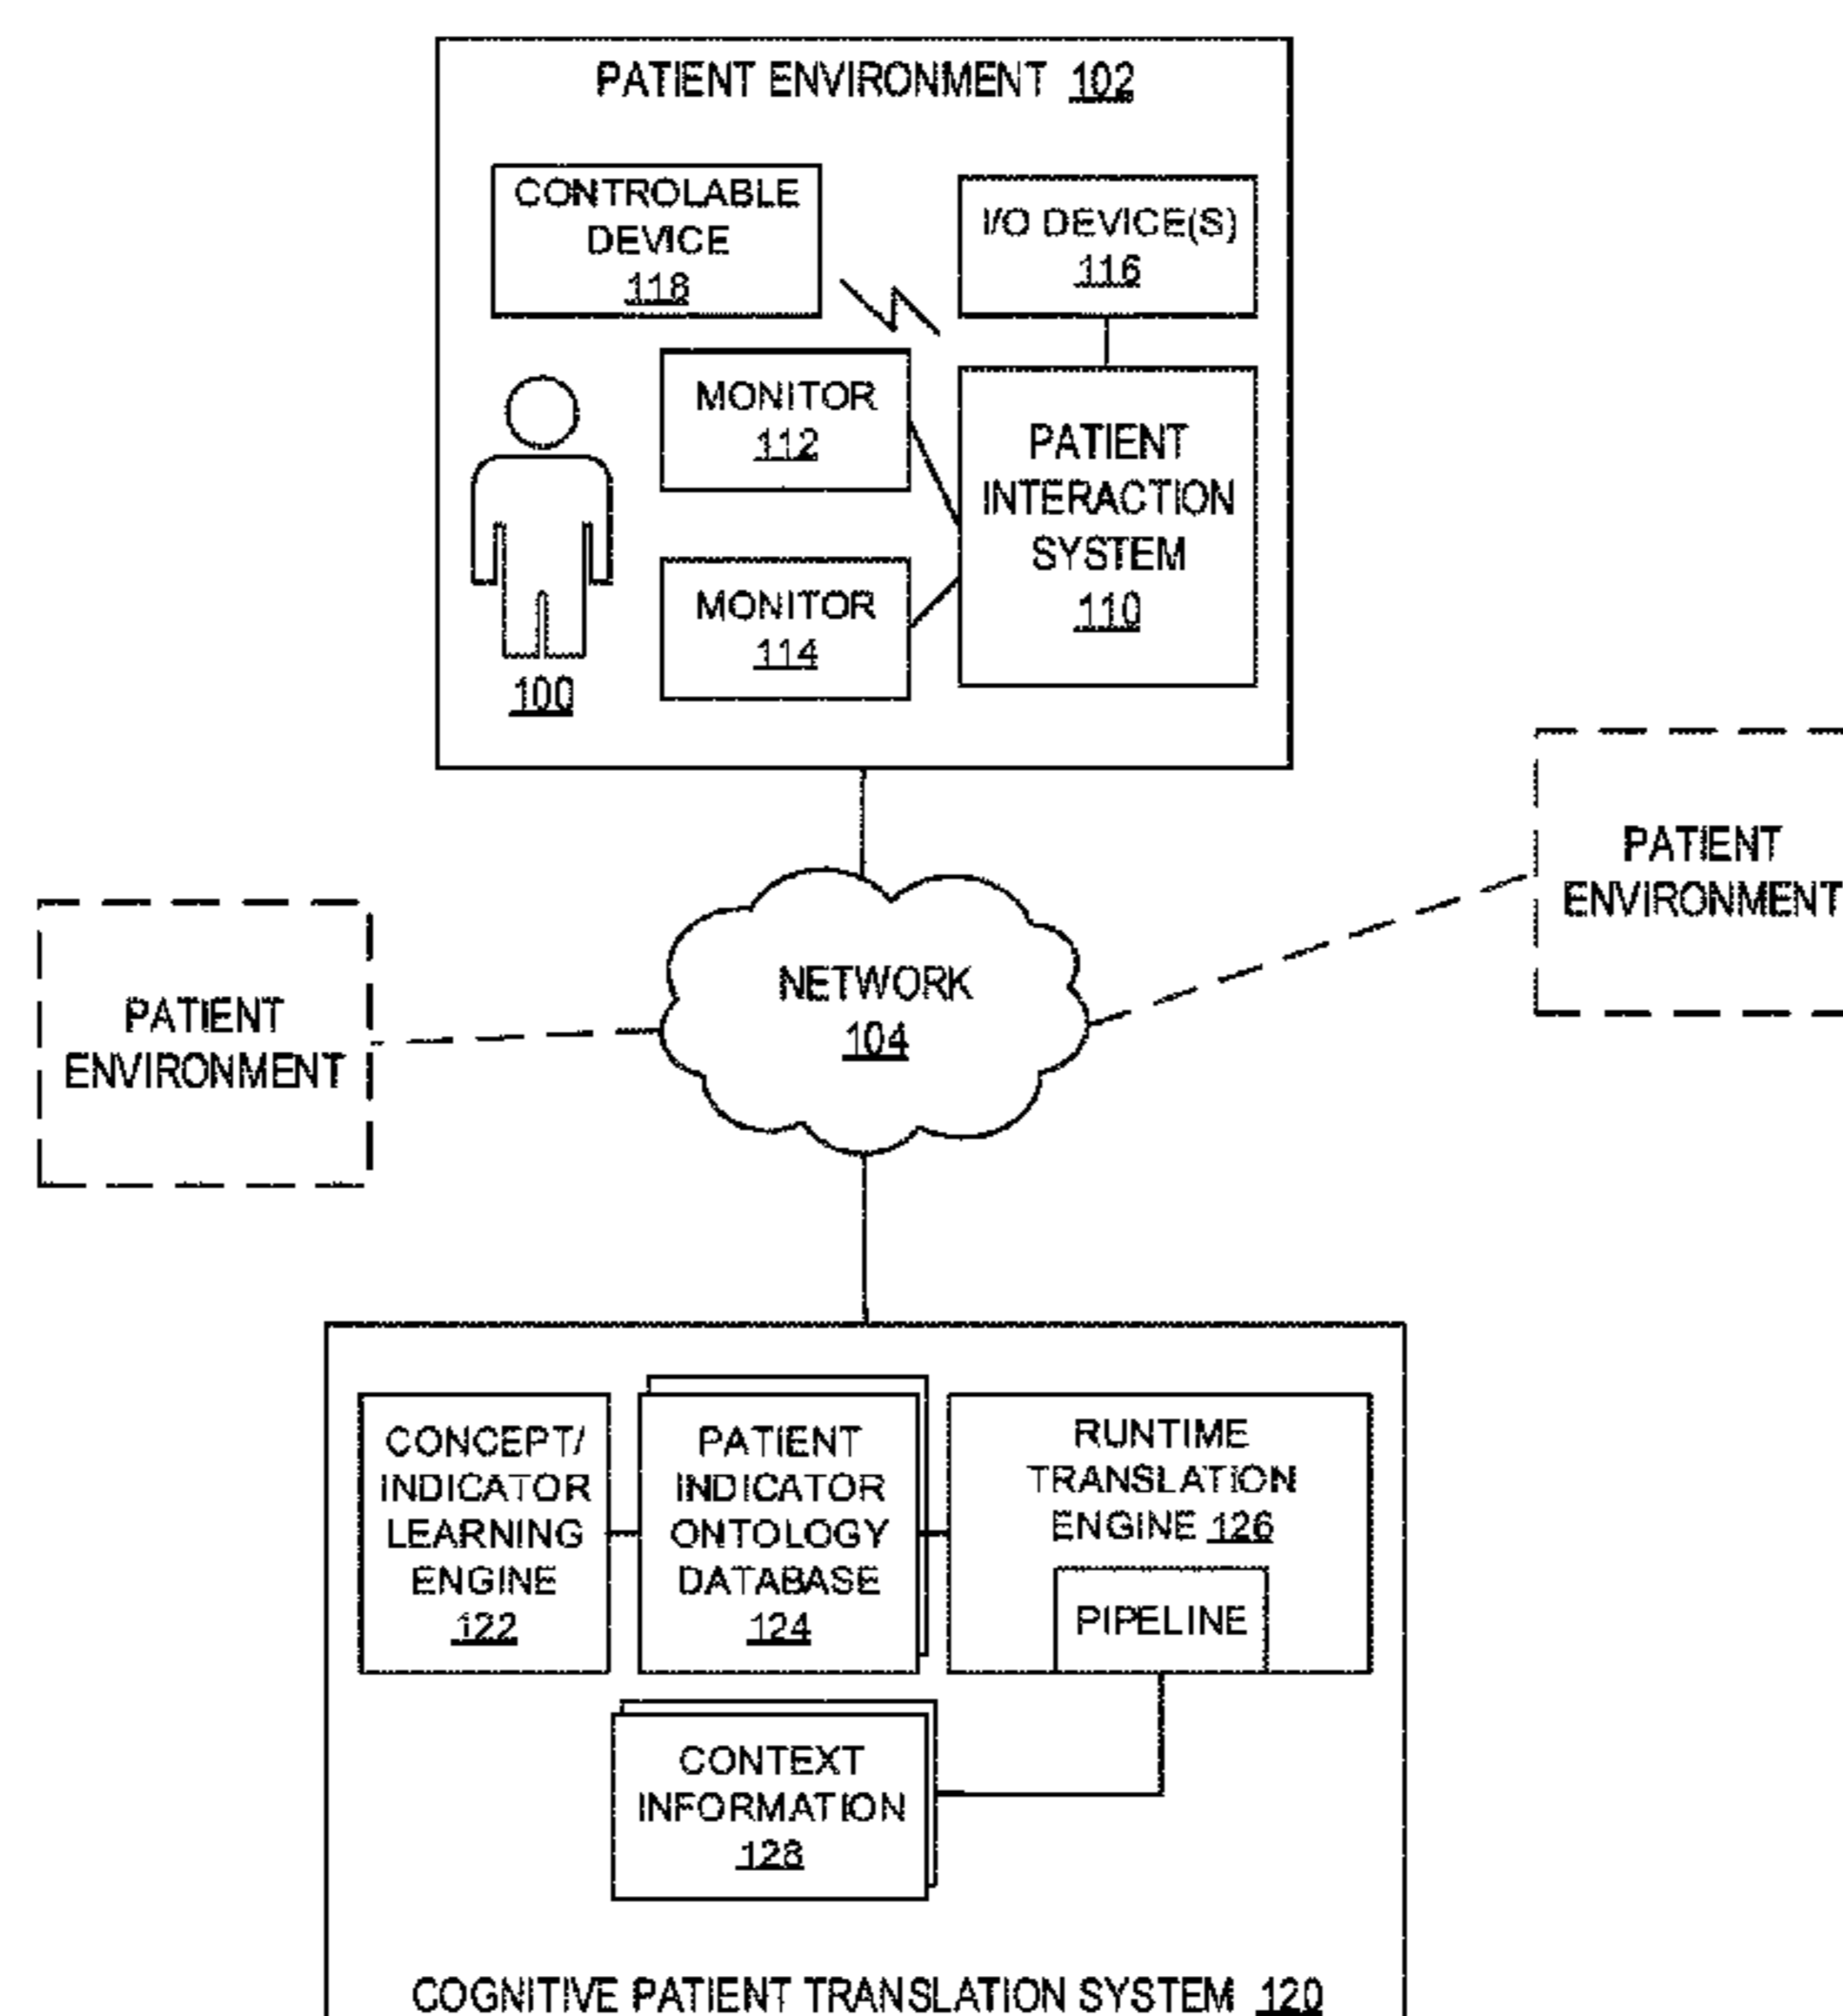 PATIENT ENVIRONMENT 102
CONTROLABLE
DEVICE
118
I/O DEVICE(S)
116
MONITOR
112
PATIENT
INTERACTION
SYSTEM
110
MONITOR
114
100
PATIENT
ENVIRONMENT
NETWORK
104
PATIENT
ENVIRONMENT
CONCEPT/
INDICATOR
LEARNING
ENGINE
122
PATIENT
INDICATOR
ONTOLOGY
DATABASE
124
RUNTIME
TRANSLATION
ENGINE 126
PIPELINE
CONTEXT
INFORMATION
128
COGNITIVE PATIENT TRANSLATION SYSTEM 120